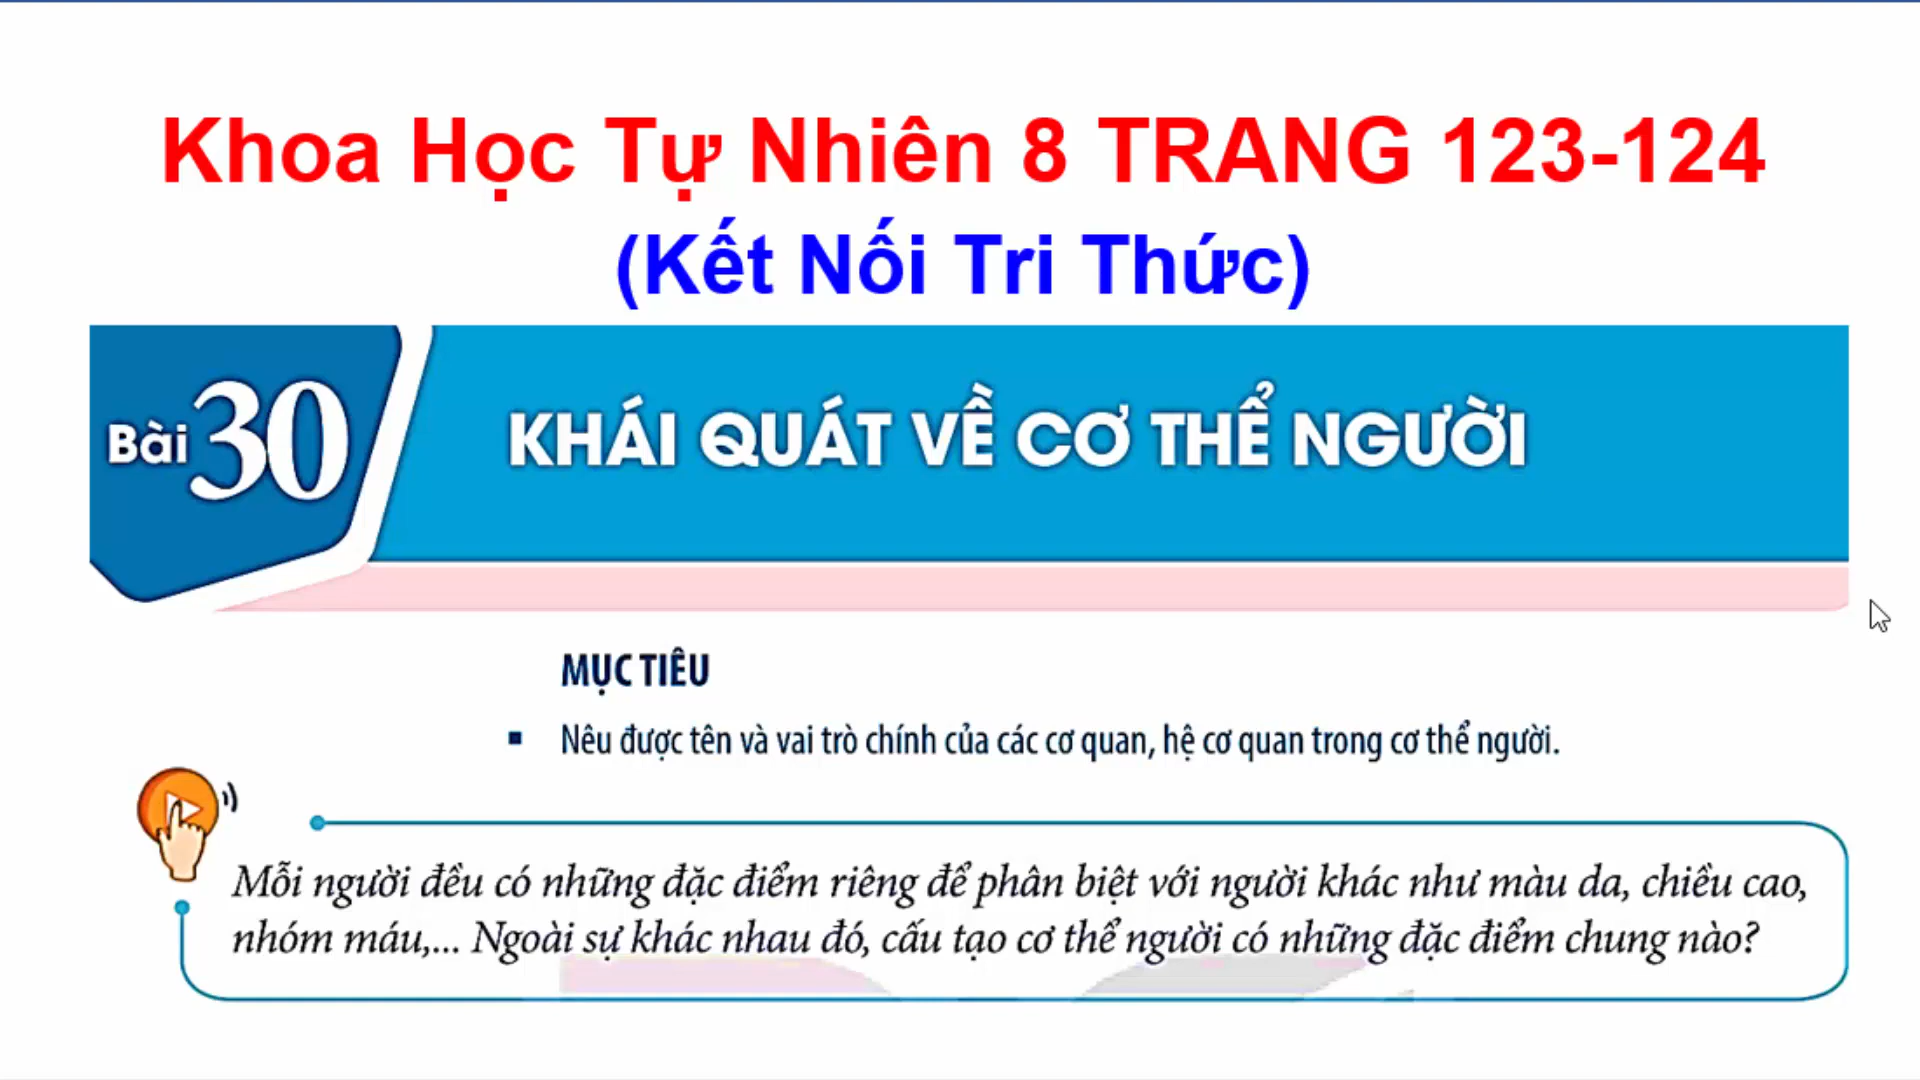 Khoa Học Tự Nhiên 8 TRANG 123-124
(Kết Nối Tri Thức)
Bài 30
KHÁI QUÁT VỀ CƠ THỂ NGƯỜI
MỤC TIÊU
▪ Nêu được tên và vai trò chính của các cơ quan, hệ cơ quan trong cơ thể người.
Mỗi người đều có những đặc điểm riêng để phân biệt với người khác như màu da, chiều cao,
nhóm máu,... Ngoài sự khác nhau đó, cấu tạo cơ thể người có những đặc điểm chung nào?